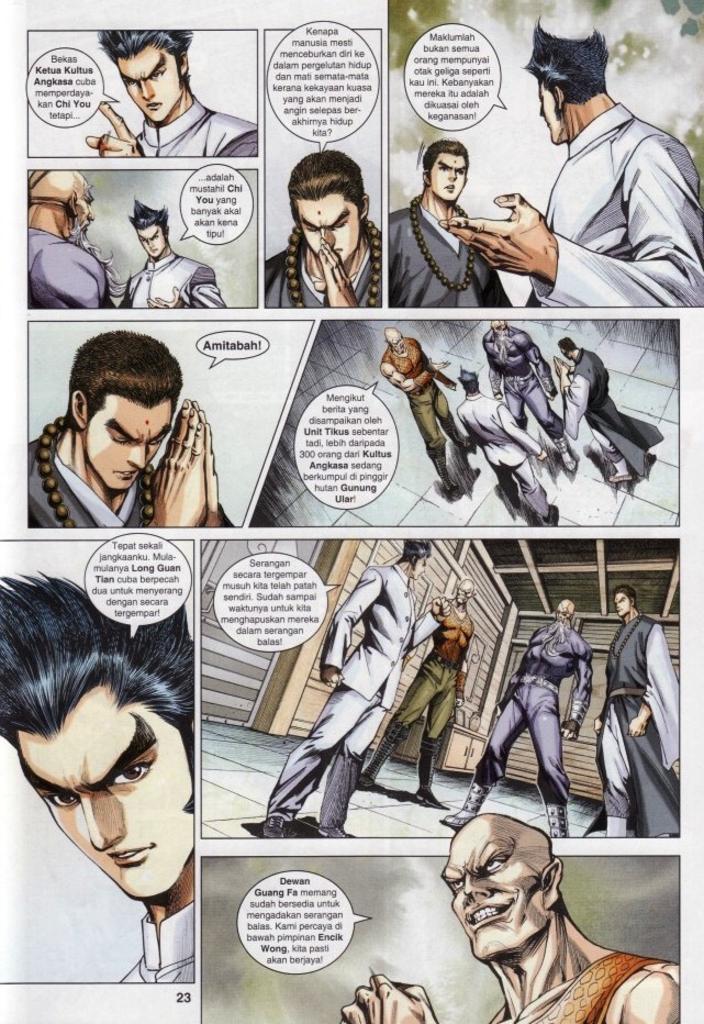 Bekas
Ketua Kultus
Angkasa cuba
memperdaya-
kan Chi You
tetapi...
...adalah
mustahil Chi
You yang
banyak akal
akan kena
tipu!
Kenapa
manusia mesti
menceburkan diri ke
dalam pergelutan hidup
dan mati semata-mata
kerana kekayaan kuasa
yang akan menjadi
angin selepas ber-
akhirnya hidup
kita?
Maklumlah
bukan semua
orang mempunyai
otak geliga seperti
kau ini. Kebanyakan
mereka itu adalah
dikuasai oleh
keganasan!
Amitabah!
Mengikut
berita yang
disampaikan oleh
Unit Tikus sebentar
tadi, lebih daripada
300 orang dari Kultus
Angkasa sedang
berkumpul di pinggir
hutan Gunung
Ular!
Tepat sekali
jangkaanku. Mula-
mulanya Long Guan
Tian cuba berpecah
dua untuk menyerang
dengan secara
tergempar!
Serangan
secara tergempar
musuh kita telah patah
sendiri. Sudah sampai
waktunya untuk kita
menghapuskan mereka
dalam serangan
balas!
Dewan
Guang Fa memang
sudah bersedia untuk
mengadakan serangan
balas. Kami percaya di
bawah pimpinan Encik
Wong, kita pasti
akan berjaya!
23